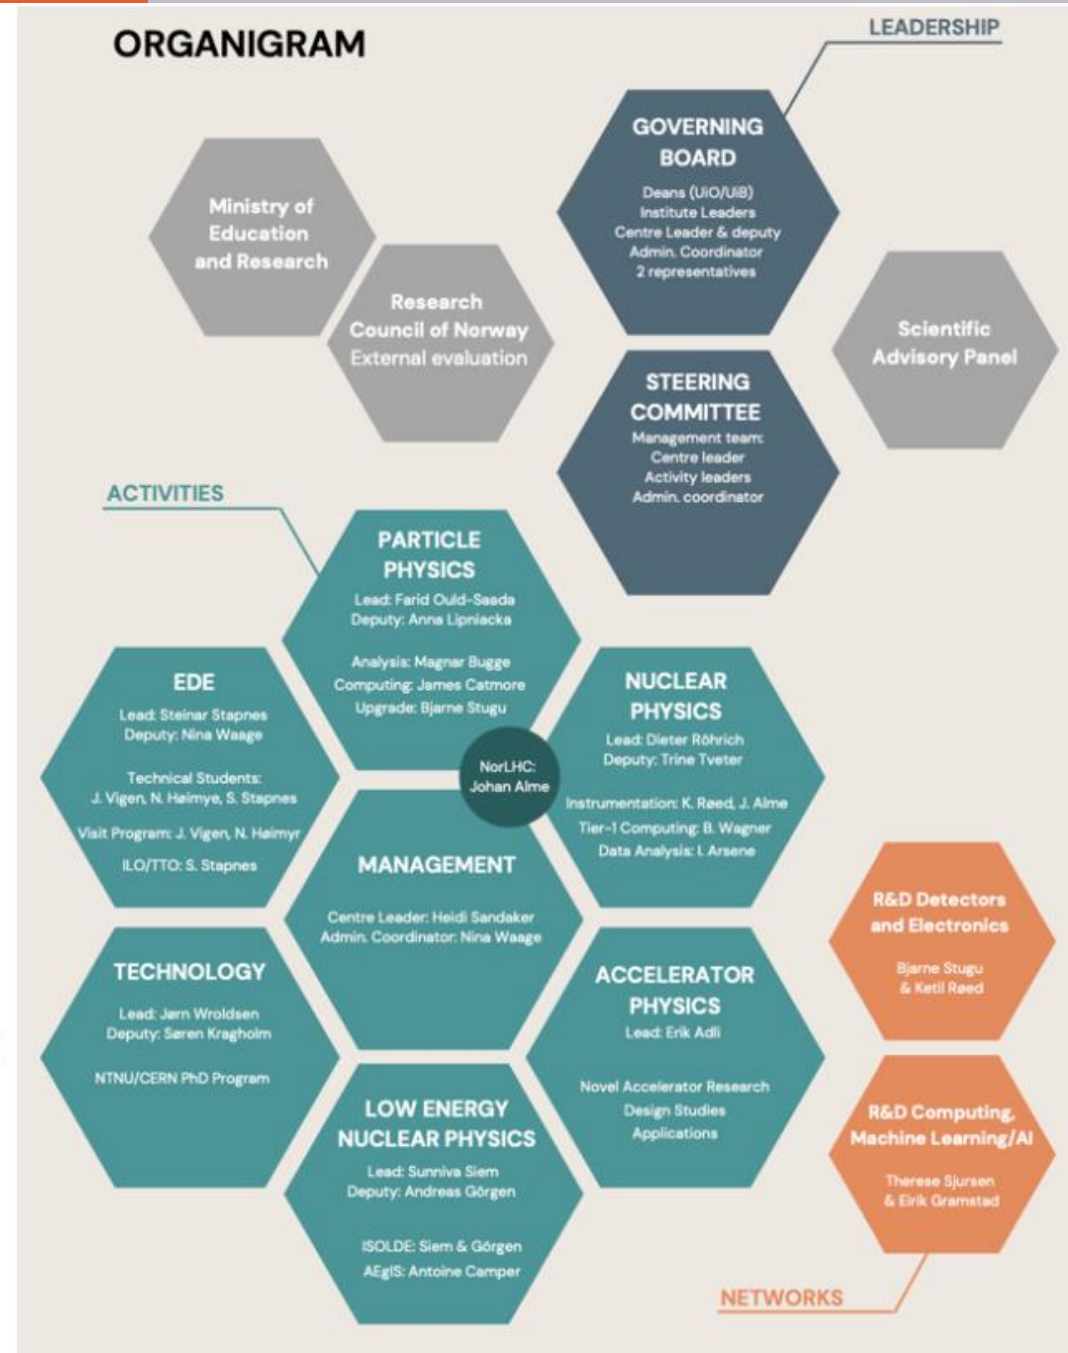 ORGANIGRAM
LEADERSHIP
GOVERNING
BOARD
Deans (UiO/UiB)
Institute Leaders
Centre Leader & deputy
Admin. Coordinator
2 representatives
Ministry of
Education
and Research
Research
Council of Norway
External evaluation
Scientific
Advisory Panel
STEERING
COMMITTEE
Management team:
Centre leader
Activity leaders
Admin. coordinator
ACTIVITIES
PARTICLE
PHYSICS
Lead: Farid Ould-Saada
Deputy: Anna Lipniacka
Analysis: Magnar Bugge
Computing: James Catmore
Upgrade: Bjarne Stugu
EDE
Lead: Steinar Stapnes
Deputy: Nina Waage
Technical Students:
J. Vigen, N. Høimye, S. Stapnes
Visit Program: J. Vigen, N. Høimyr
ILO/TTO: S. Stapnes
NUCLEAR
PHYSICS
Lead: Dieter Röhrich
Deputy: Trine Tveter
Instrumentation: K. Røed, J. Alme
Tier-1 Computing: B. Wagner
Data Analysis: I. Arsene
NorLHC:
Johan Alme
MANAGEMENT
Centre Leader: Heidi Sandaker
Admin. Coordinator: Nina Waage
TECHNOLOGY
Lead: Jørn Wroldsen
Deputy: Søren Kragholm
NTNU/CERN PhD Program
ACCELERATOR
PHYSICS
Lead: Erik Adli
Novel Accelerator Research
Design Studies
Applications
LOW ENERGY
NUCLEAR PHYSICS
Lead: Sunniva Siem
Deputy: Andreas Görgen
ISOLDE: Siem & Görgen
AEgIS: Antoine Camper
R&D Detectors
and Electronics
Bjarne Stugu
& Ketil Røed
R&D Computing,
Machine Learning/AI
Therese Sjursen
& Eirik Gramstad
NETWORKS